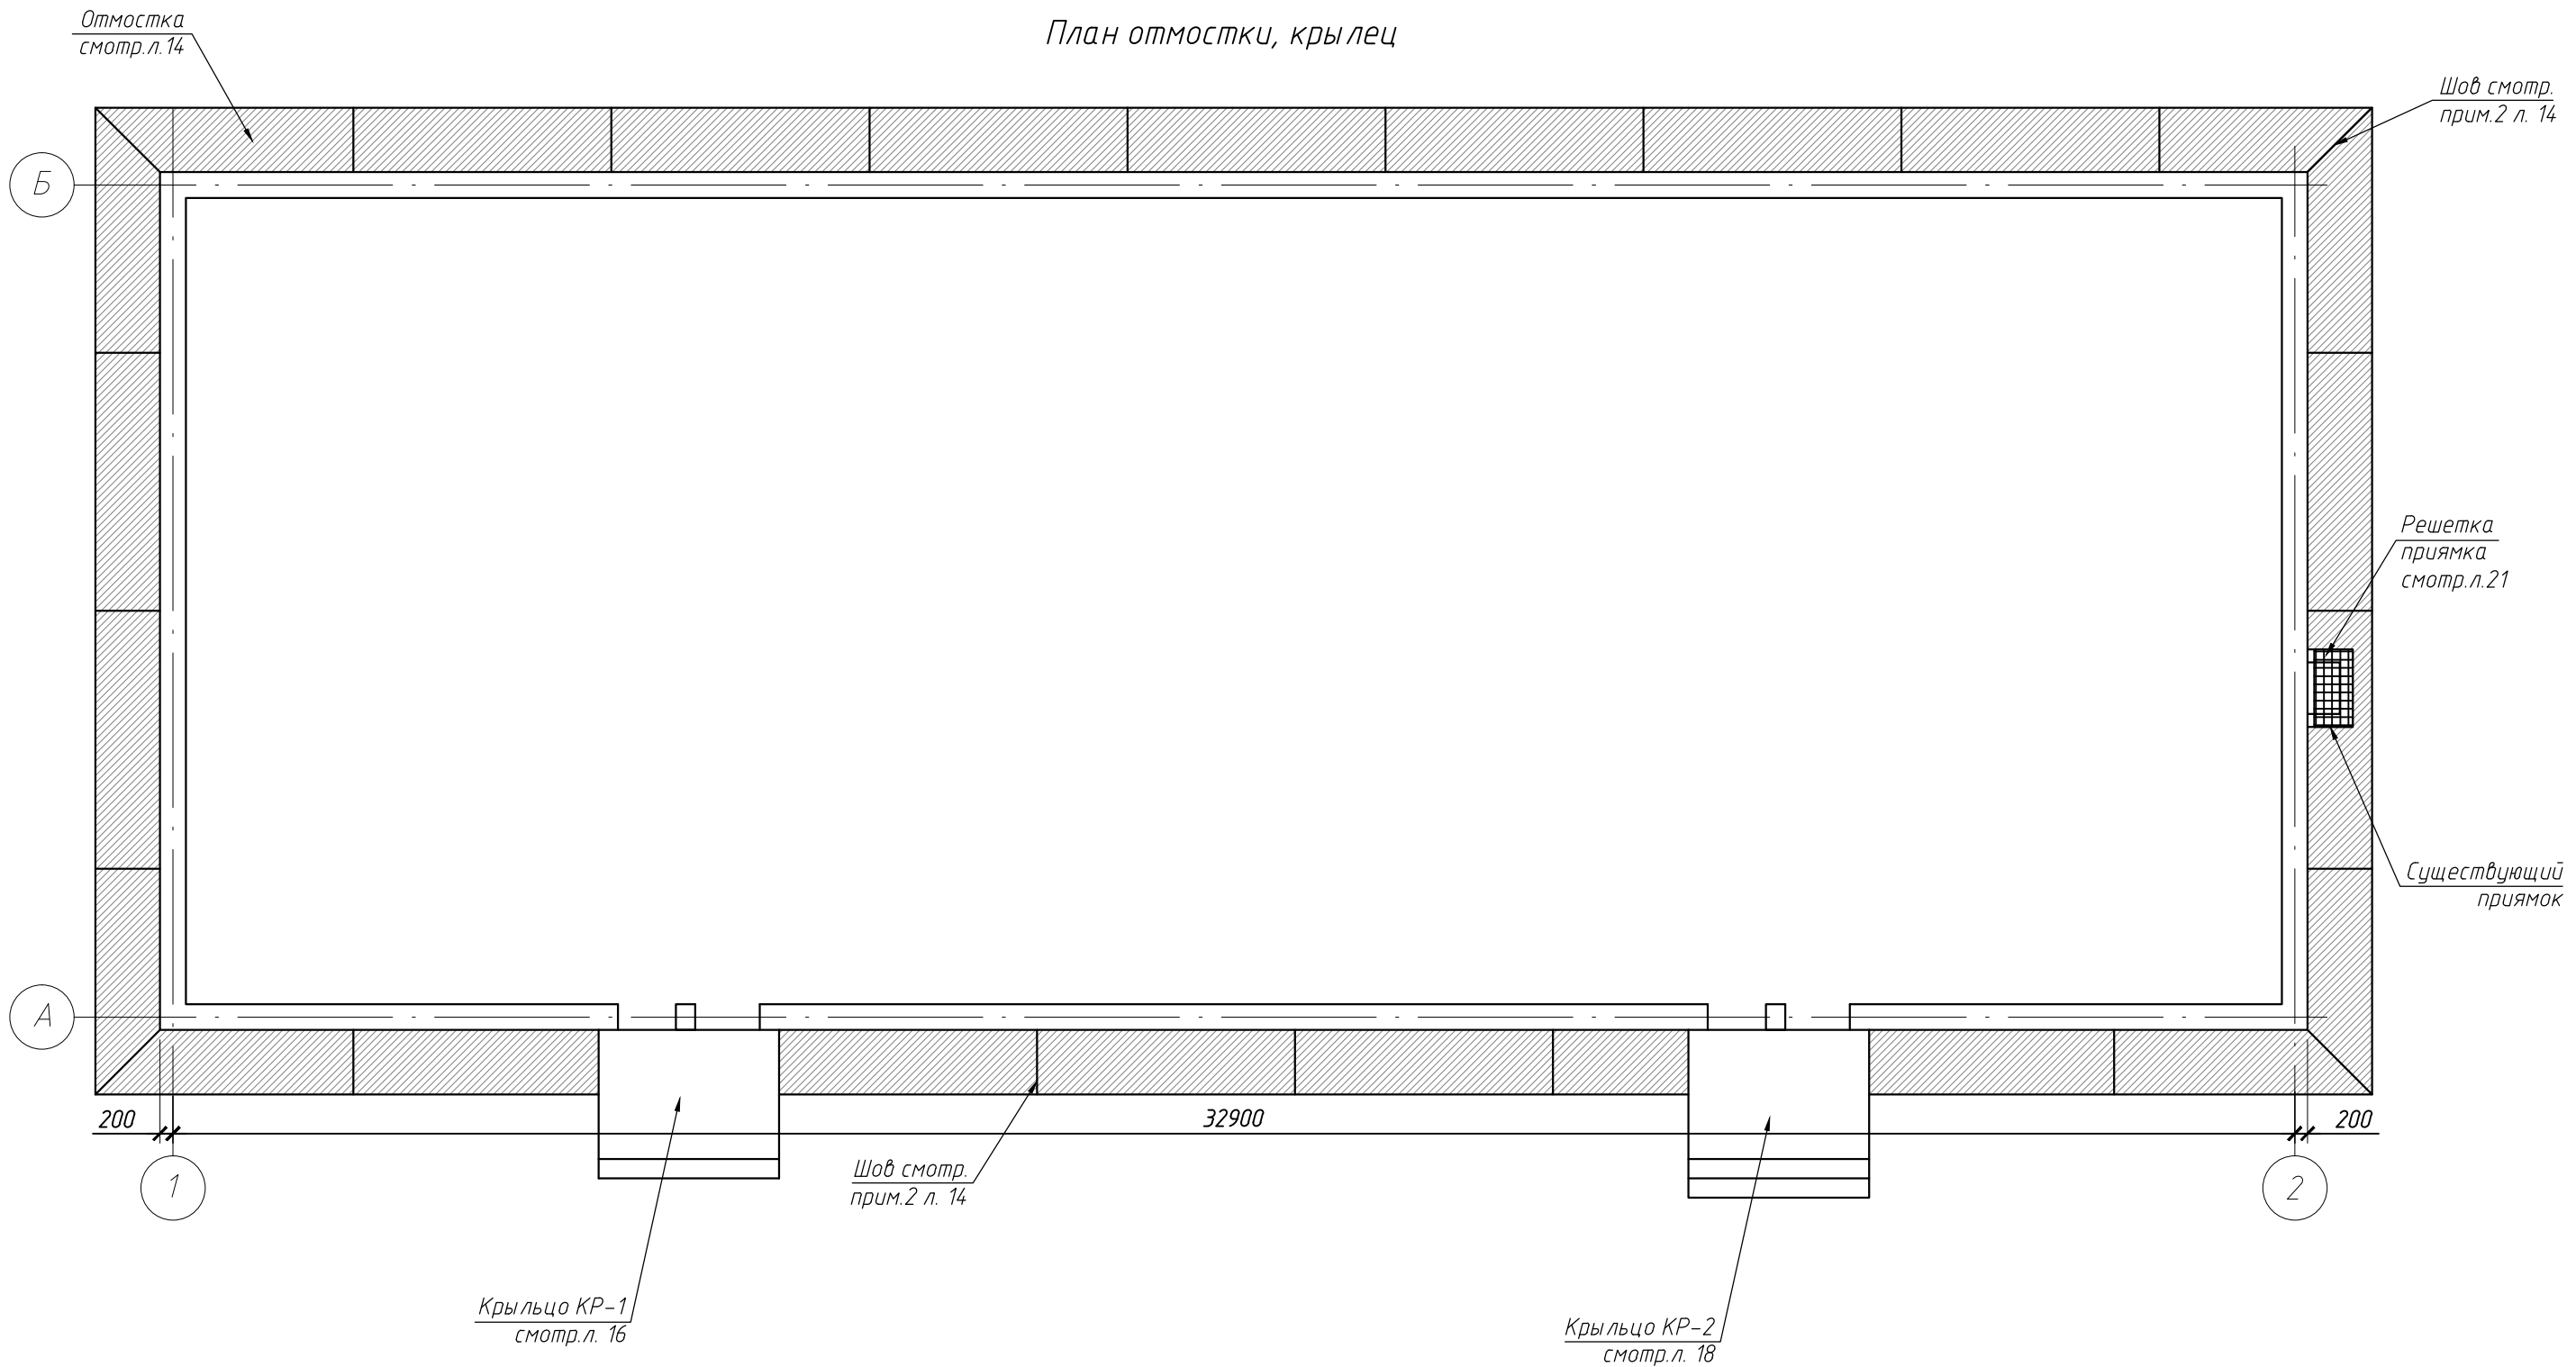 План отмостки, крылец
Отмостка
смотр.л.14
Шов смотр.
прим.2 л. 14
Б
Решетка
приямка
смотр.л.21
Существующий
приямок
А
200
32900
200
1
Шов смотр.
прим.2 л. 14
2
Крыльцо КР-1
смотр.л. 16
Крыльцо КР-2
смотр.л. 18